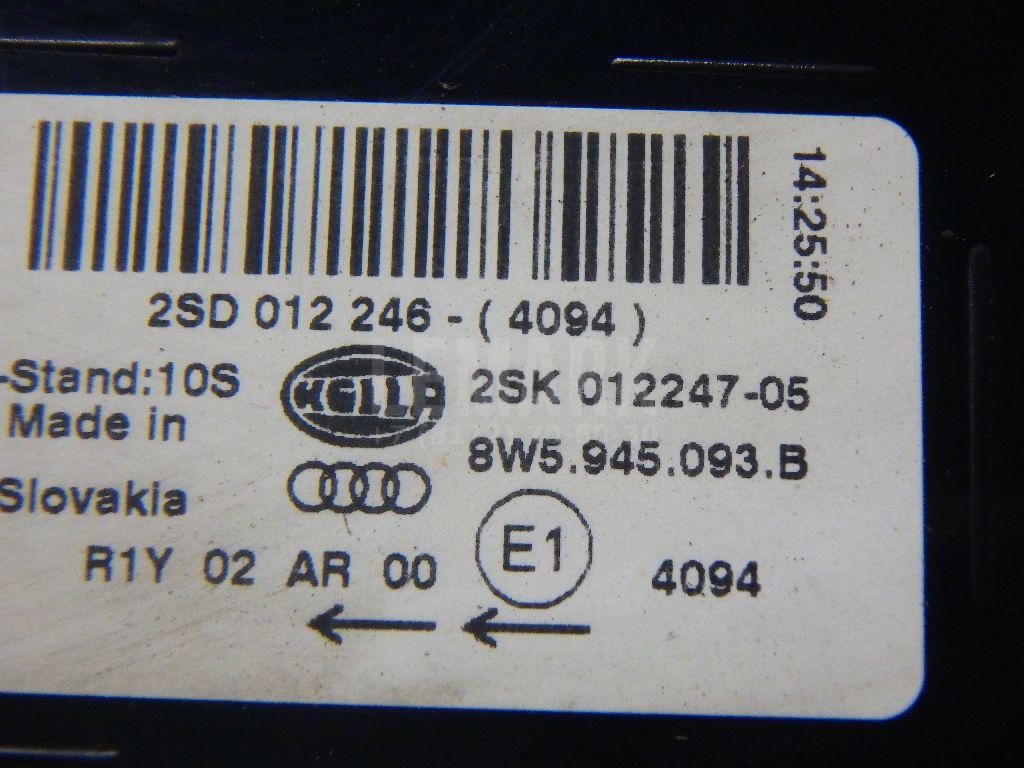 14:25:50
2SD 012 246 - ( 4094 )
-Stand:10S
HELLA
2SK 012247-05
Made in
8W5.945.093.B
Slovakia
E1
R1Y 02 AR 00
4094